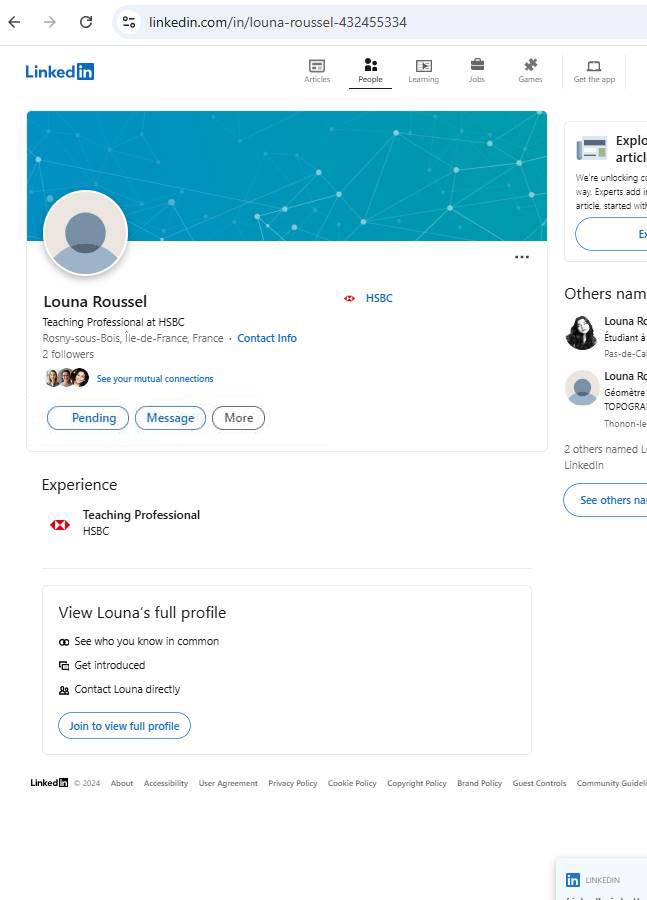 linkedin.com/in/louna-roussel-432455334
Linkedin
Articles
People
Learning
Jobs
Games
Get the app
Louna Roussel
Teaching Professional at HSBC
Rosny-sous-Bois, Île-de-France, France · Contact Info
2 followers
See your mutual connections
Pending Message More
HSBC
Experience
Teaching Professional
HSBC
View Louna's full profile
See who you know in common
Get introduced
Contact Louna directly
Join to view full profile
Explo
articl
We're unlocking co
way. Experts add i
article, started with
Ex
Others nam
Louna Ro
Étudiant à
Pas-de-Cal
Louna Ro
Géomètre
TOPOGRA
Thonon-le
2 others named L
LinkedIn
See others na
Linkedin © 2024 About Accessibility User Agreement Privacy Policy Cookie Policy Copyright Policy Brand Policy Guest Controls Community Guideli
in LINKEDIN